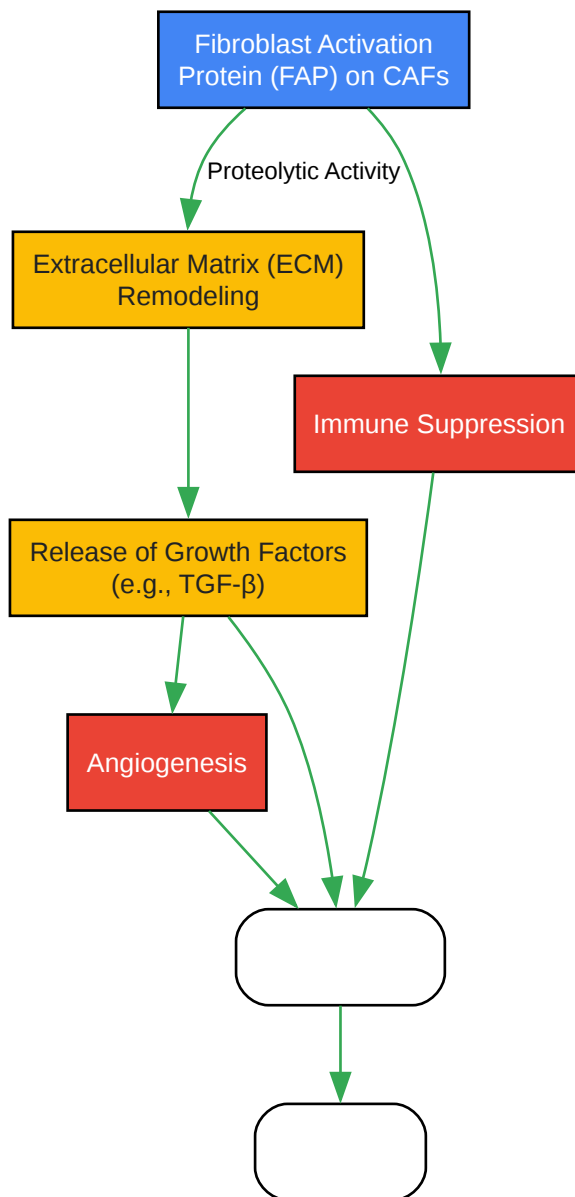 Fibroblast Activation
Protein (FAP) on CAFs
Proteolytic Activity
Extracellular Matrix (ECM)
Remodeling
Immune Suppression
Release of Growth Factors
(e.g., TGF-β)
Angiogenesis